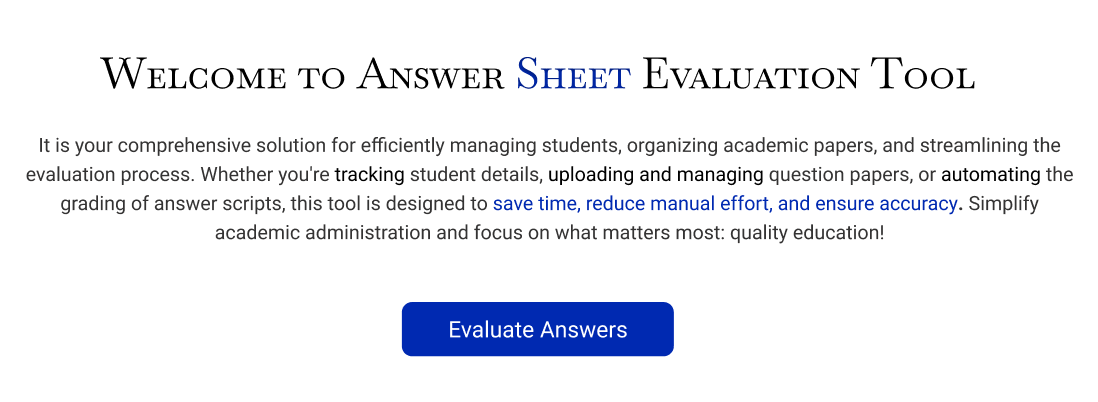 Welcome to Answer Sheet Evaluation Tool
It is your comprehensive solution for efficiently managing students, organizing academic papers, and streamlining the
evaluation process. Whether you're tracking student details, uploading and managing question papers, or automating the
grading of answer scripts, this tool is designed to save time, reduce manual effort, and ensure accuracy. Simplify
academic administration and focus on what matters most: quality education!
Evaluate Answers